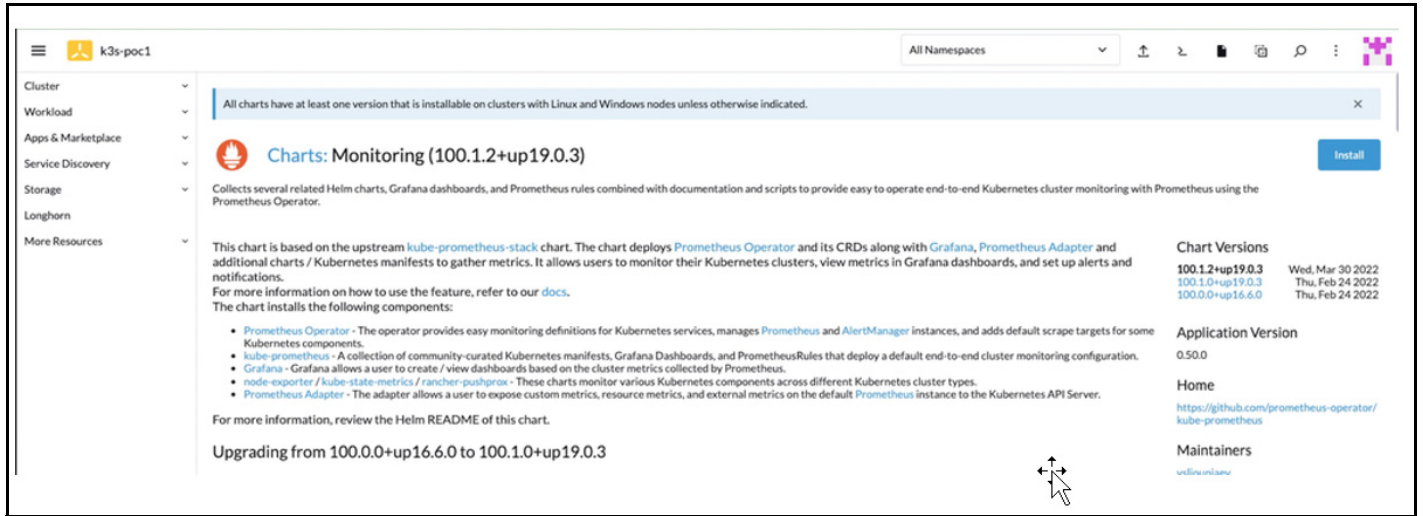 k3s-poc1
All Namespaces
Cluster
Workload
Apps & Marketplace
Service Discovery
Storage
Longhorn
More Resources
All charts have at least one version that is installable on clusters with Linux and Windows nodes unless otherwise indicated.
Charts: Monitoring (100.1.2+up19.0.3)
Install
Collects several related Helm charts, Grafana dashboards, and Prometheus rules combined with documentation and scripts to provide easy to operate end-to-end Kubernetes cluster monitoring with Prometheus using the
Prometheus Operator.
This chart is based on the upstream kube-prometheus-stack chart. The chart deploys Prometheus Operator and its CRDs along with Grafana, Prometheus Adapter and
additional charts / Kubernetes manifests to gather metrics. It allows users to monitor their Kubernetes clusters, view metrics in Grafana dashboards, and set up alerts and
notifications.
For more information on how to use the feature, refer to our docs.
The chart installs the following components:
• Prometheus Operator - The operator provides easy monitoring definitions for Kubernetes services, manages Prometheus and AlertManager instances, and adds default scrape targets for some
Kubernetes components.
• kube-prometheus - A collection of community-curated Kubernetes manifests, Grafana Dashboards, and PrometheusRules that deploy a default end-to-end cluster monitoring configuration.
• Grafana - Grafana allows a user to create / view dashboards based on the cluster metrics collected by Prometheus.
• node-exporter / kube-state-metrics / rancher-pushprox - These charts monitor various Kubernetes components across different Kubernetes cluster types.
• Prometheus Adapter - The adapter allows a user to expose custom metrics, resource metrics, and external metrics on the default Prometheus instance to the Kubernetes API Server.
For more information, review the Helm README of this chart.
Upgrading from 100.0.0+up16.6.0 to 100.1.0+up19.0.3
Chart Versions
100.1.2+up19.0.3 Wed, Mar 30 2022
100.1.0+up19.0.3 Thu, Feb 24 2022
100.0.0+up16.6.0 Thu, Feb 24 2022
Application Version
0.50.0
Home
https://github.com/prometheus-operator/
kube-prometheus
Maintainers